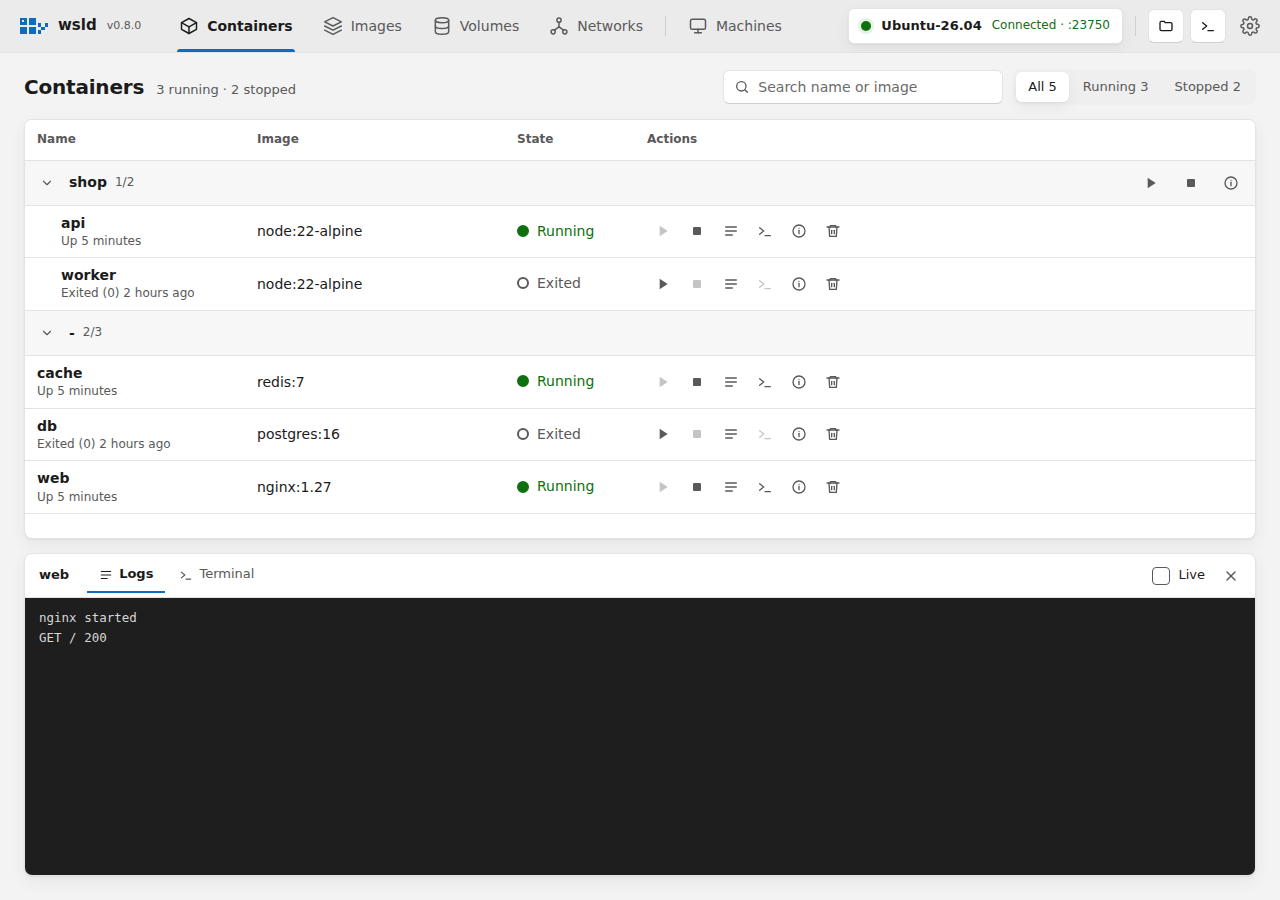 wsld v0.8.0 Containers Images Volumes Networks Machines Ubuntu-26.04 Connected · :23750
Containers 3 running · 2 stopped Search name or image All 5 Running 3 Stopped 2
Name Image State Actions
shop 1/2
api
Up 5 minutes
node:22-alpine Running
worker
Exited (0) 2 hours ago
node:22-alpine Exited
- 2/3
cache
Up 5 minutes
redis:7 Running
db
Exited (0) 2 hours ago
postgres:16 Exited
web
Up 5 minutes
nginx:1.27 Running
web Logs Terminal Live
nginx started
GET / 200